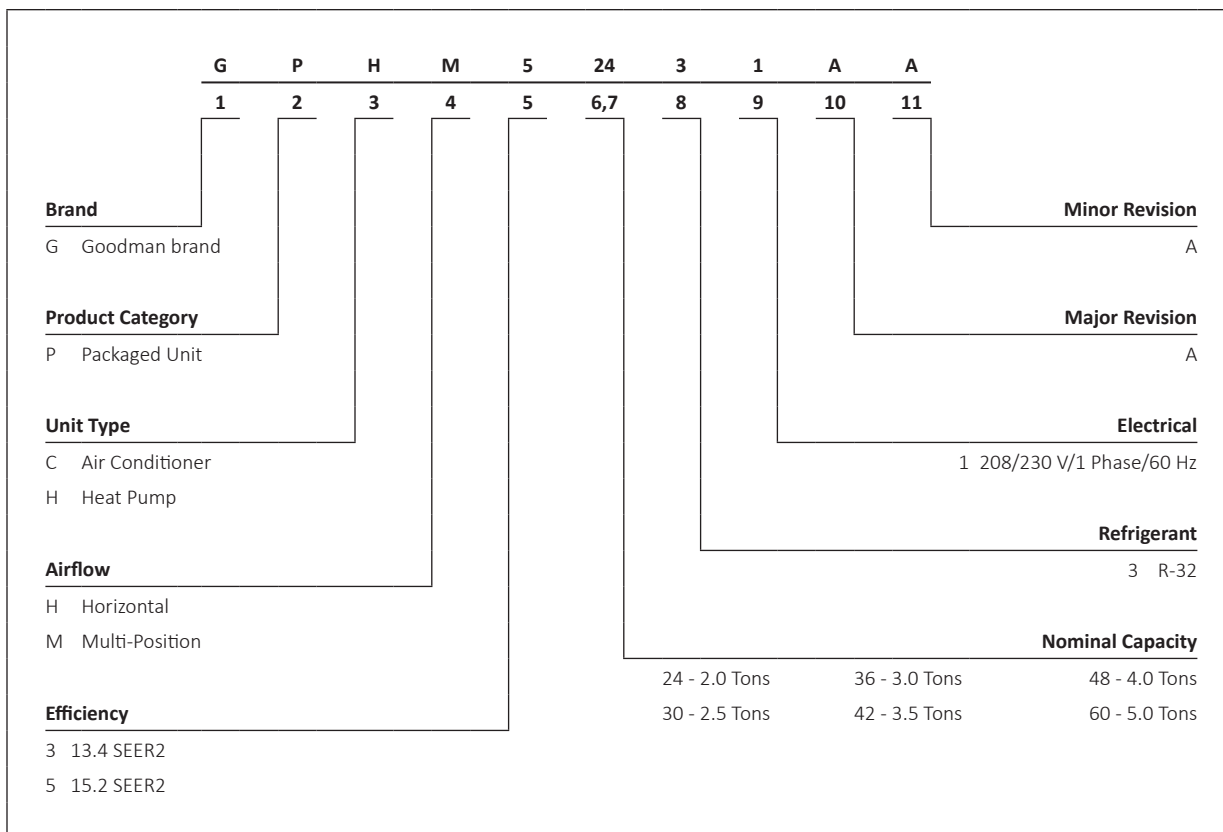 G P H M 5 24 3 1 A A
1 2 3 4 5 6,7 8 9 10 11
Brand
G Goodman brand
Product Category
P Packaged Unit
Unit Type
C Air Conditioner
H Heat Pump
Airflow
H Horizontal
M Multi-Position
Efficiency
3 13.4 SEER2
5 15.2 SEER2
Minor Revision
A
Major Revision
A
Electrical
1 208/230 V/1 Phase/60 Hz
Refrigerant
3 R-32
Nominal Capacity
24 - 2.0 Tons 36 - 3.0 Tons 48 - 4.0 Tons
30 - 2.5 Tons 42 - 3.5 Tons 60 - 5.0 Tons